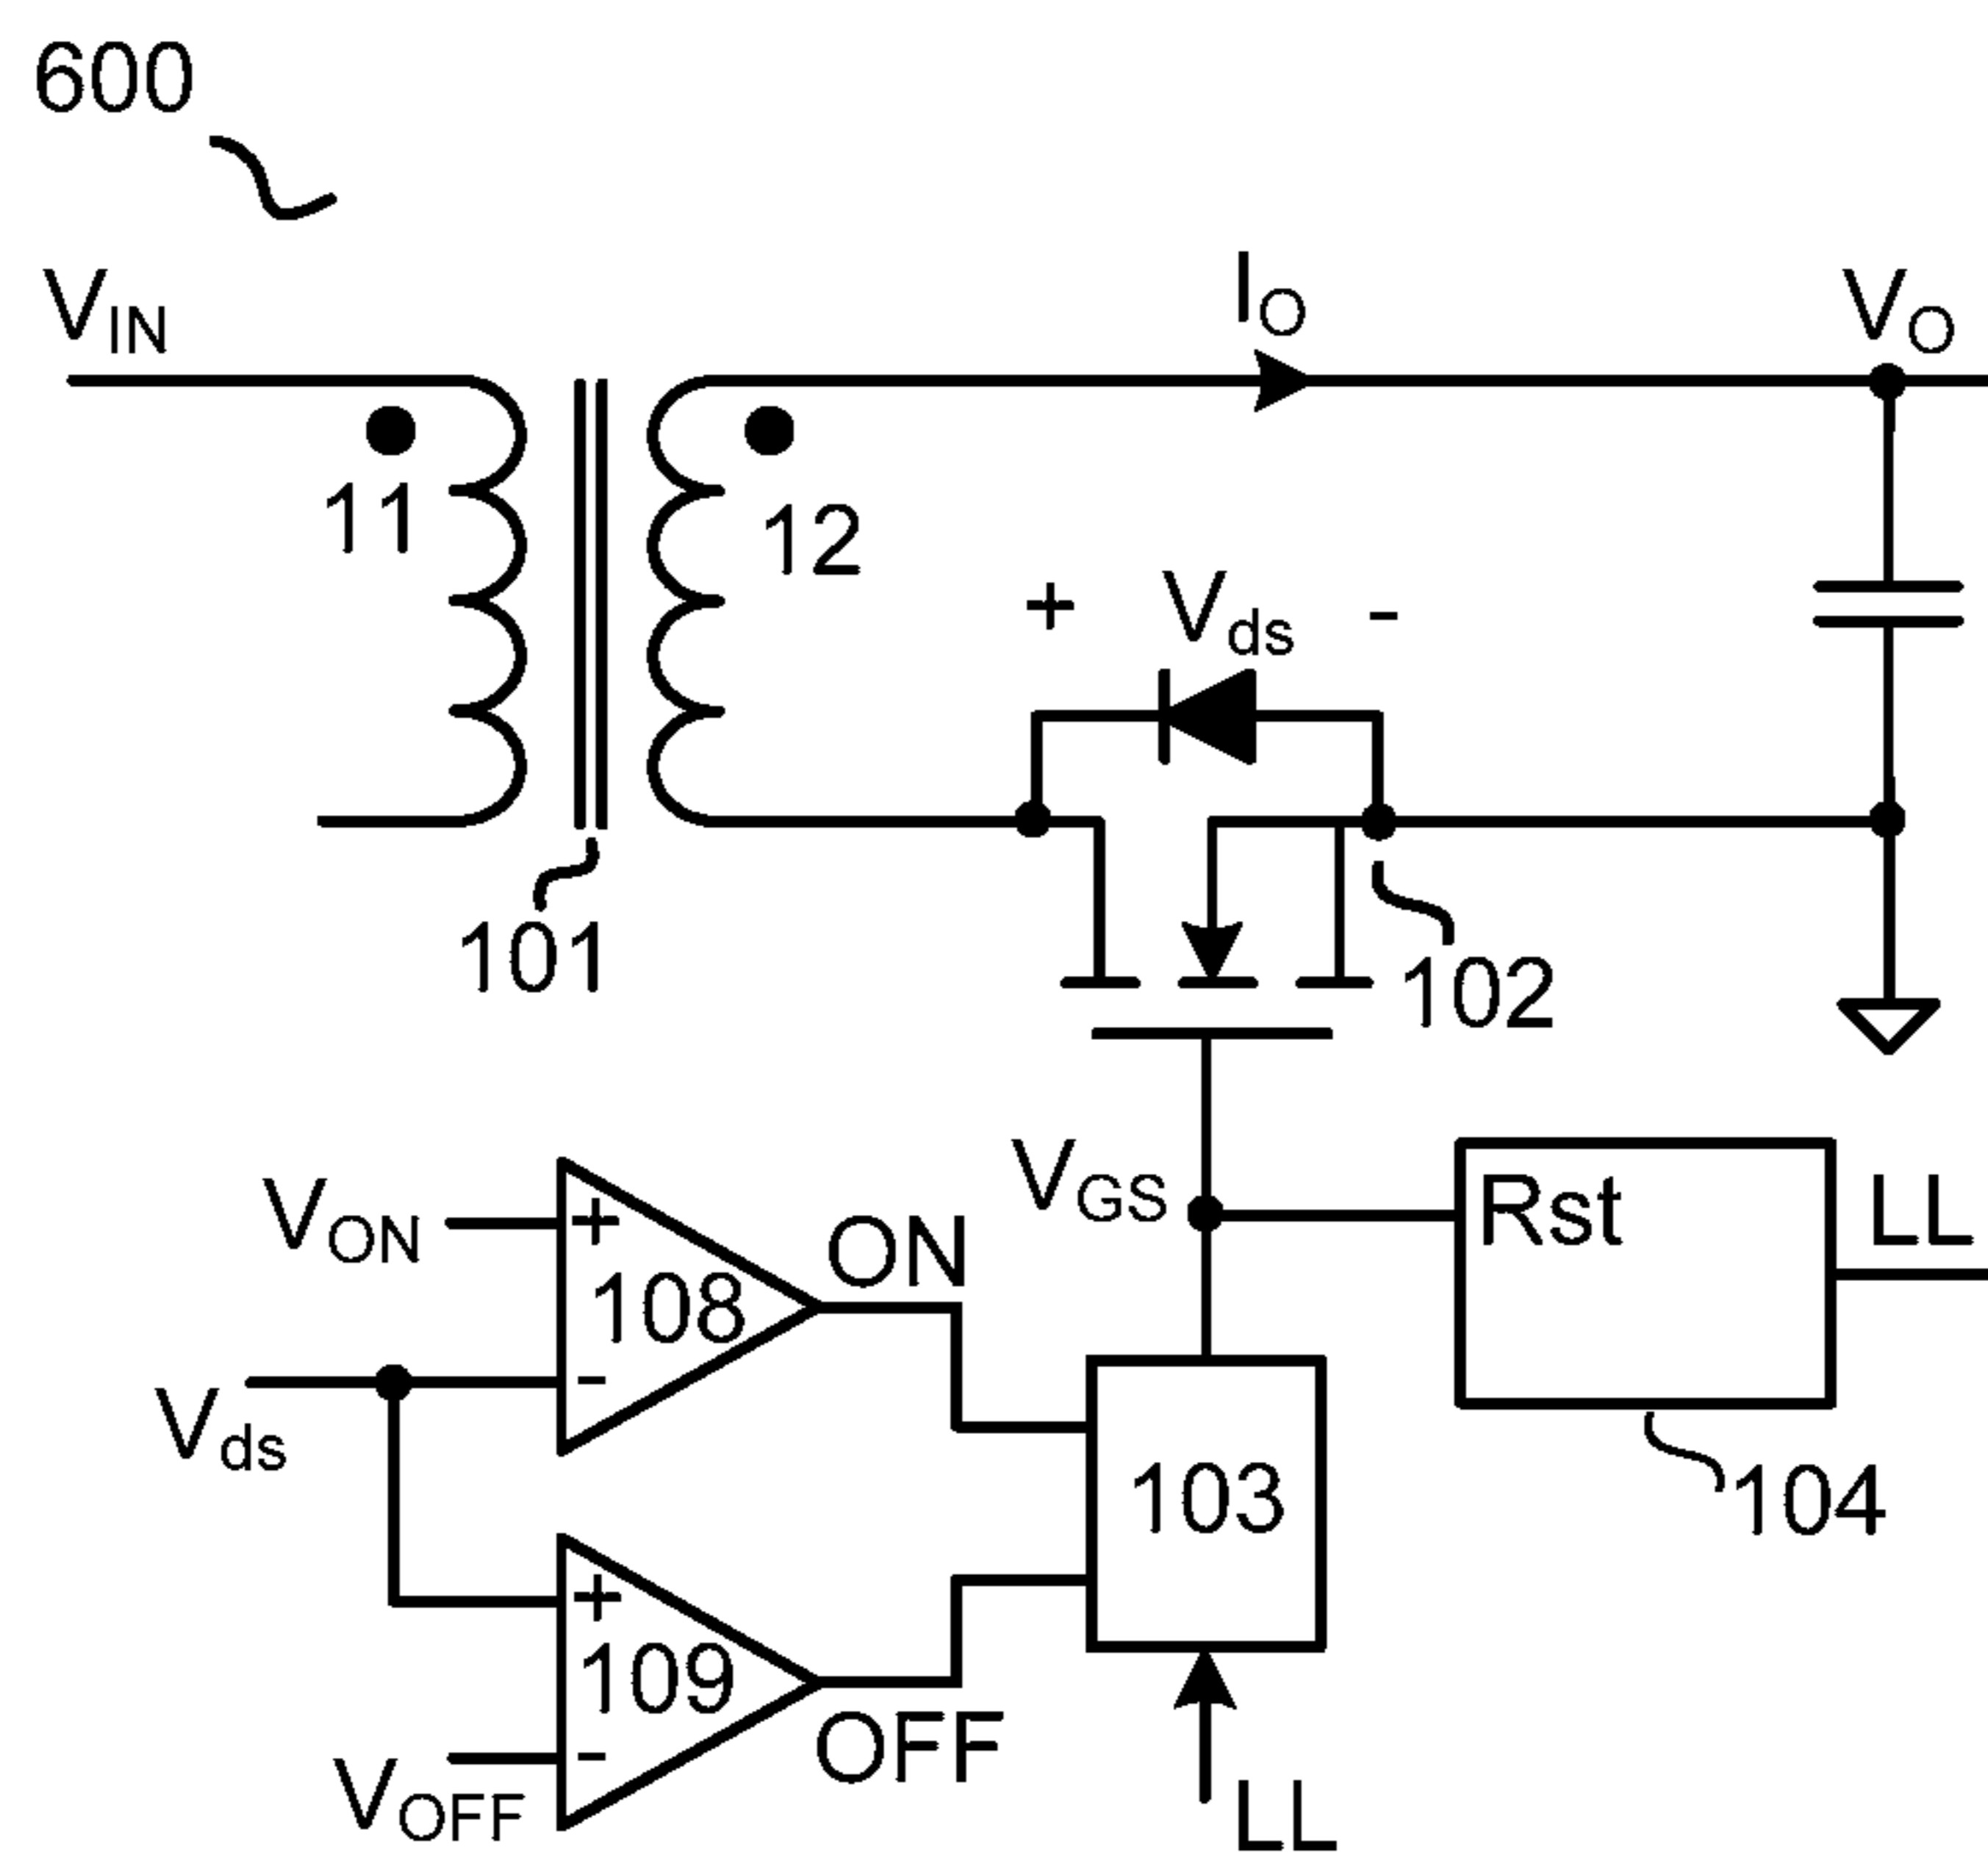 600
VIN
IO
VO
11
12
+ Vds -
101
102
VGS
Rst
LL
VON
+
108
ON
-
Vds
103
104
+
109
OFF
-
VOFF
LL